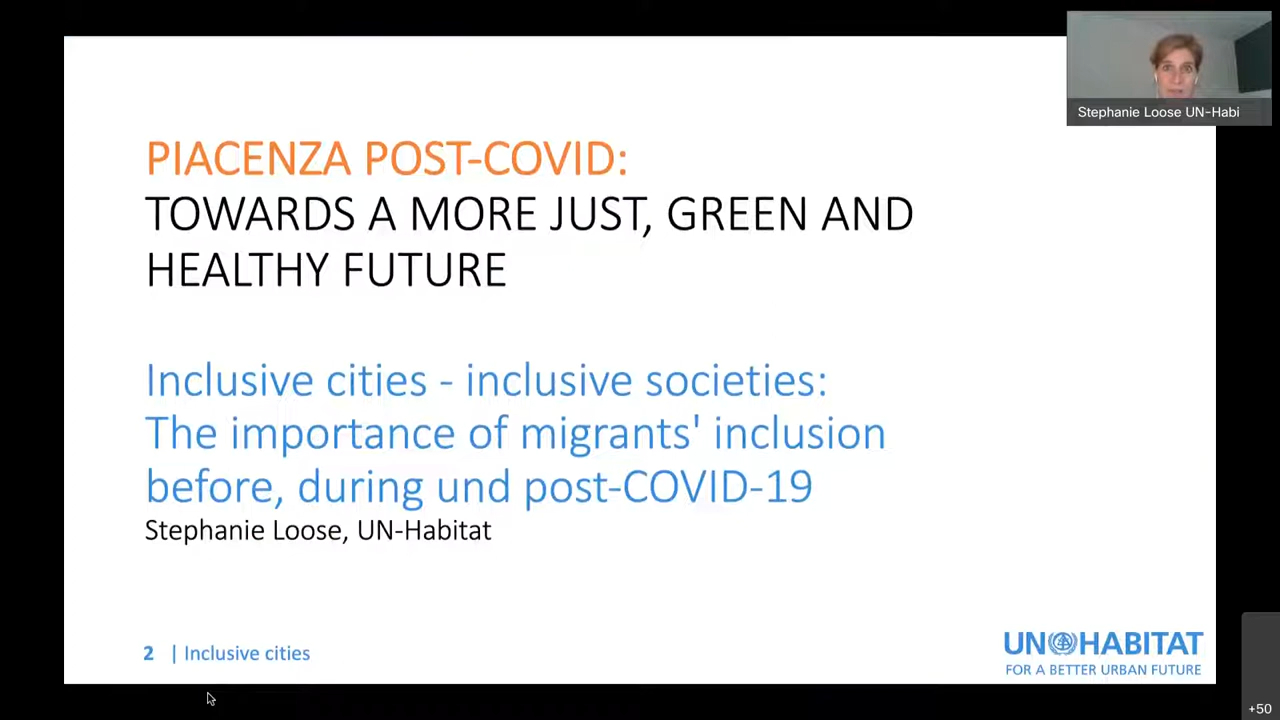 Stephanie Loose UN-Habi
PIACENZA POST-COVID:
TOWARDS A MORE JUST, GREEN AND
HEALTHY FUTURE
Inclusive cities - inclusive societies:
The importance of migrants' inclusion
before, during und post-COVID-19
Stephanie Loose, UN-Habitat
2 | Inclusive cities
UN HABITAT
FOR A BETTER URBAN FUTURE
+50